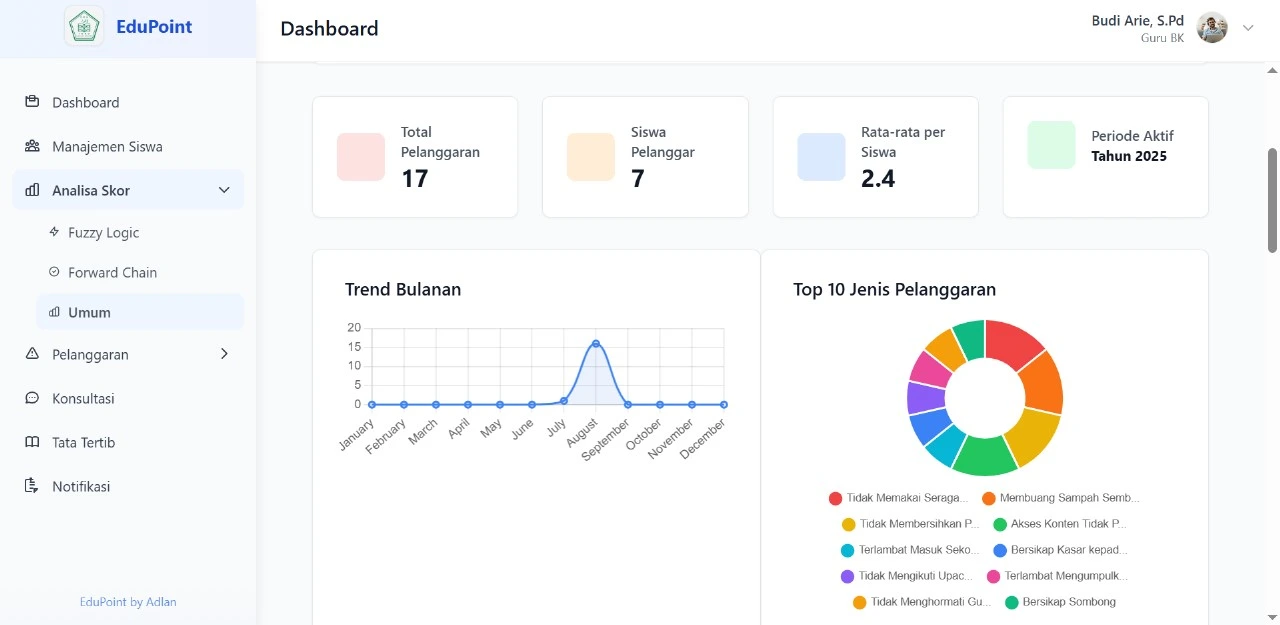 EduPoint
Dashboard
Budi Arie, S.Pd
Guru BK
Dashboard
Manajemen Siswa
Analisa Skor
Fuzzy Logic
Forward Chain
Umum
Pelanggaran
Konsultasi
Tata Tertib
Notifikasi
EduPoint by Adlan
Total
Pelanggaran
17
Siswa
Pelanggar
7
Rata-rata per
Siswa
2.4
Periode Aktif
Tahun 2025
Trend Bulanan
20
15
10
5
0
January
February
March
April
May
June
July
August
September
October
November
December
Top 10 Jenis Pelanggaran
Tidak Memakai Seraga...
Membuang Sampah Semb...
Tidak Membersihkan P...
Akses Konten Tidak P...
Terlambat Masuk Seko...
Bersikap Kasar kepad...
Tidak Mengikuti Upac...
Terlambat Mengumpulk...
Tidak Menghormati Gu...
Bersikap Sombong